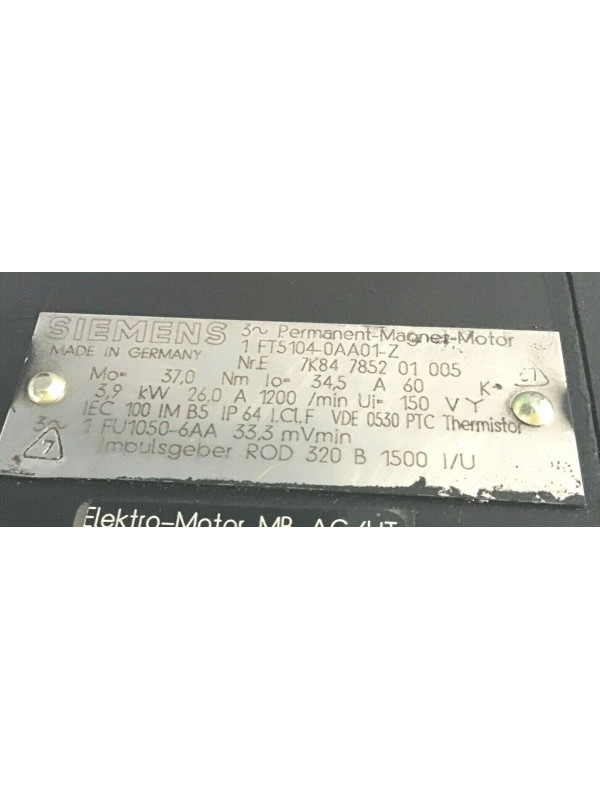 SIEMENS
3~ Permanent-Magnet-Motor
MADE IN GERMANY
1 FT5104-0AA01-Z
Nr.E 7K84 7852 01 005
Mo= 37,0 Nm Io= 34,5 A 60 K
3,9 kW 26,0 A 1200 /min Ui= 150 V Y
IEC 100 IM B5 IP 64 I.Cl.F VDE 0530 PTC Thermistor
3~ 1 FU1050-6AA 33,3 mVmin
7 Impulsgeber ROD 320 B 1500 I/U
Elektro-Motor MR